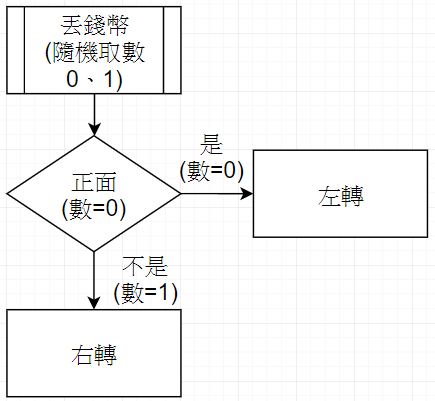 丟錢幣
(隨機取數
0、1)
是
(數=0)
正面
(數=0)
左轉
不是
(數=1)
右轉